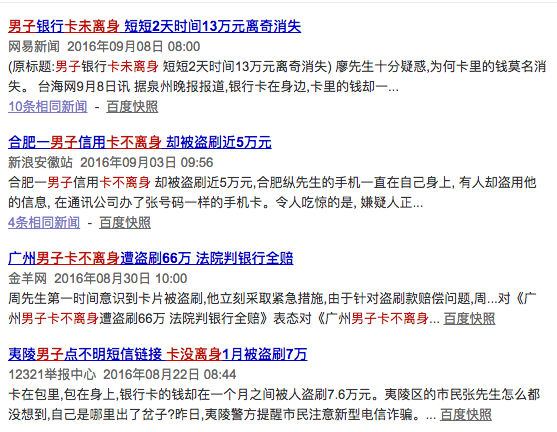 男子银行卡未离身 短短2天时间13万元离奇消失
网易新闻 2016年09月08日 08:00
(原标题:男子银行卡未离身 短短2天时间13万元离奇消失) 廖先生十分疑惑,为何卡里的钱莫名消
失。 台海网9月8日讯 据泉州晚报报道,银行卡在身边,卡里的钱却一...
10条相同新闻 - 百度快照
合肥一男子信用卡不离身 却被盗刷近5万元
新浪安徽站 2016年09月03日 09:56
合肥一男子信用卡不离身 却被盗刷近5万元,合肥纵先生的手机一直在自己身上, 有人却盗用他
的信息, 在通讯公司办了张号码一样的手机卡。令人吃惊的是, 嫌疑人正...
4条相同新闻 - 百度快照
广州男子卡不离身遭盗刷66万 法院判银行全赔
金羊网 2016年08月30日 10:00
周先生第一时间意识到卡片被盗刷,他立刻采取紧急措施,由于针对盗刷款赔偿问题,周...对《广
州男子卡不离身遭盗刷66万 法院判银行全赔》表态对《广州男子卡不离身... 百度快照
夷陵男子点不明短信链接 卡没离身1月被盗刷7万
12321举报中心 2016年08月22日 08:44
卡在包里,包在身上,银行卡的钱却在一个月之间被人盗刷7.6万元。夷陵区的市民张先生怎么都
没想到,自己是哪里出了岔子?昨日,夷陵警方提醒市民注意新型电信诈骗。... 百度快照